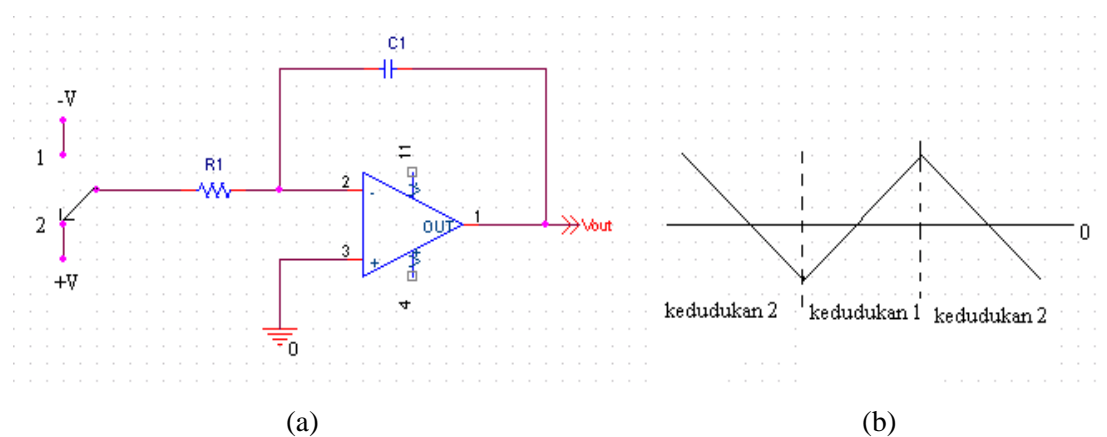 C1
-V
1
R1
11
2
-
2
OUT
1
Vout
3
+
+V
4
0
0
kedudukan 2
kedudukan 1
kedudukan 2
(a)
(b)